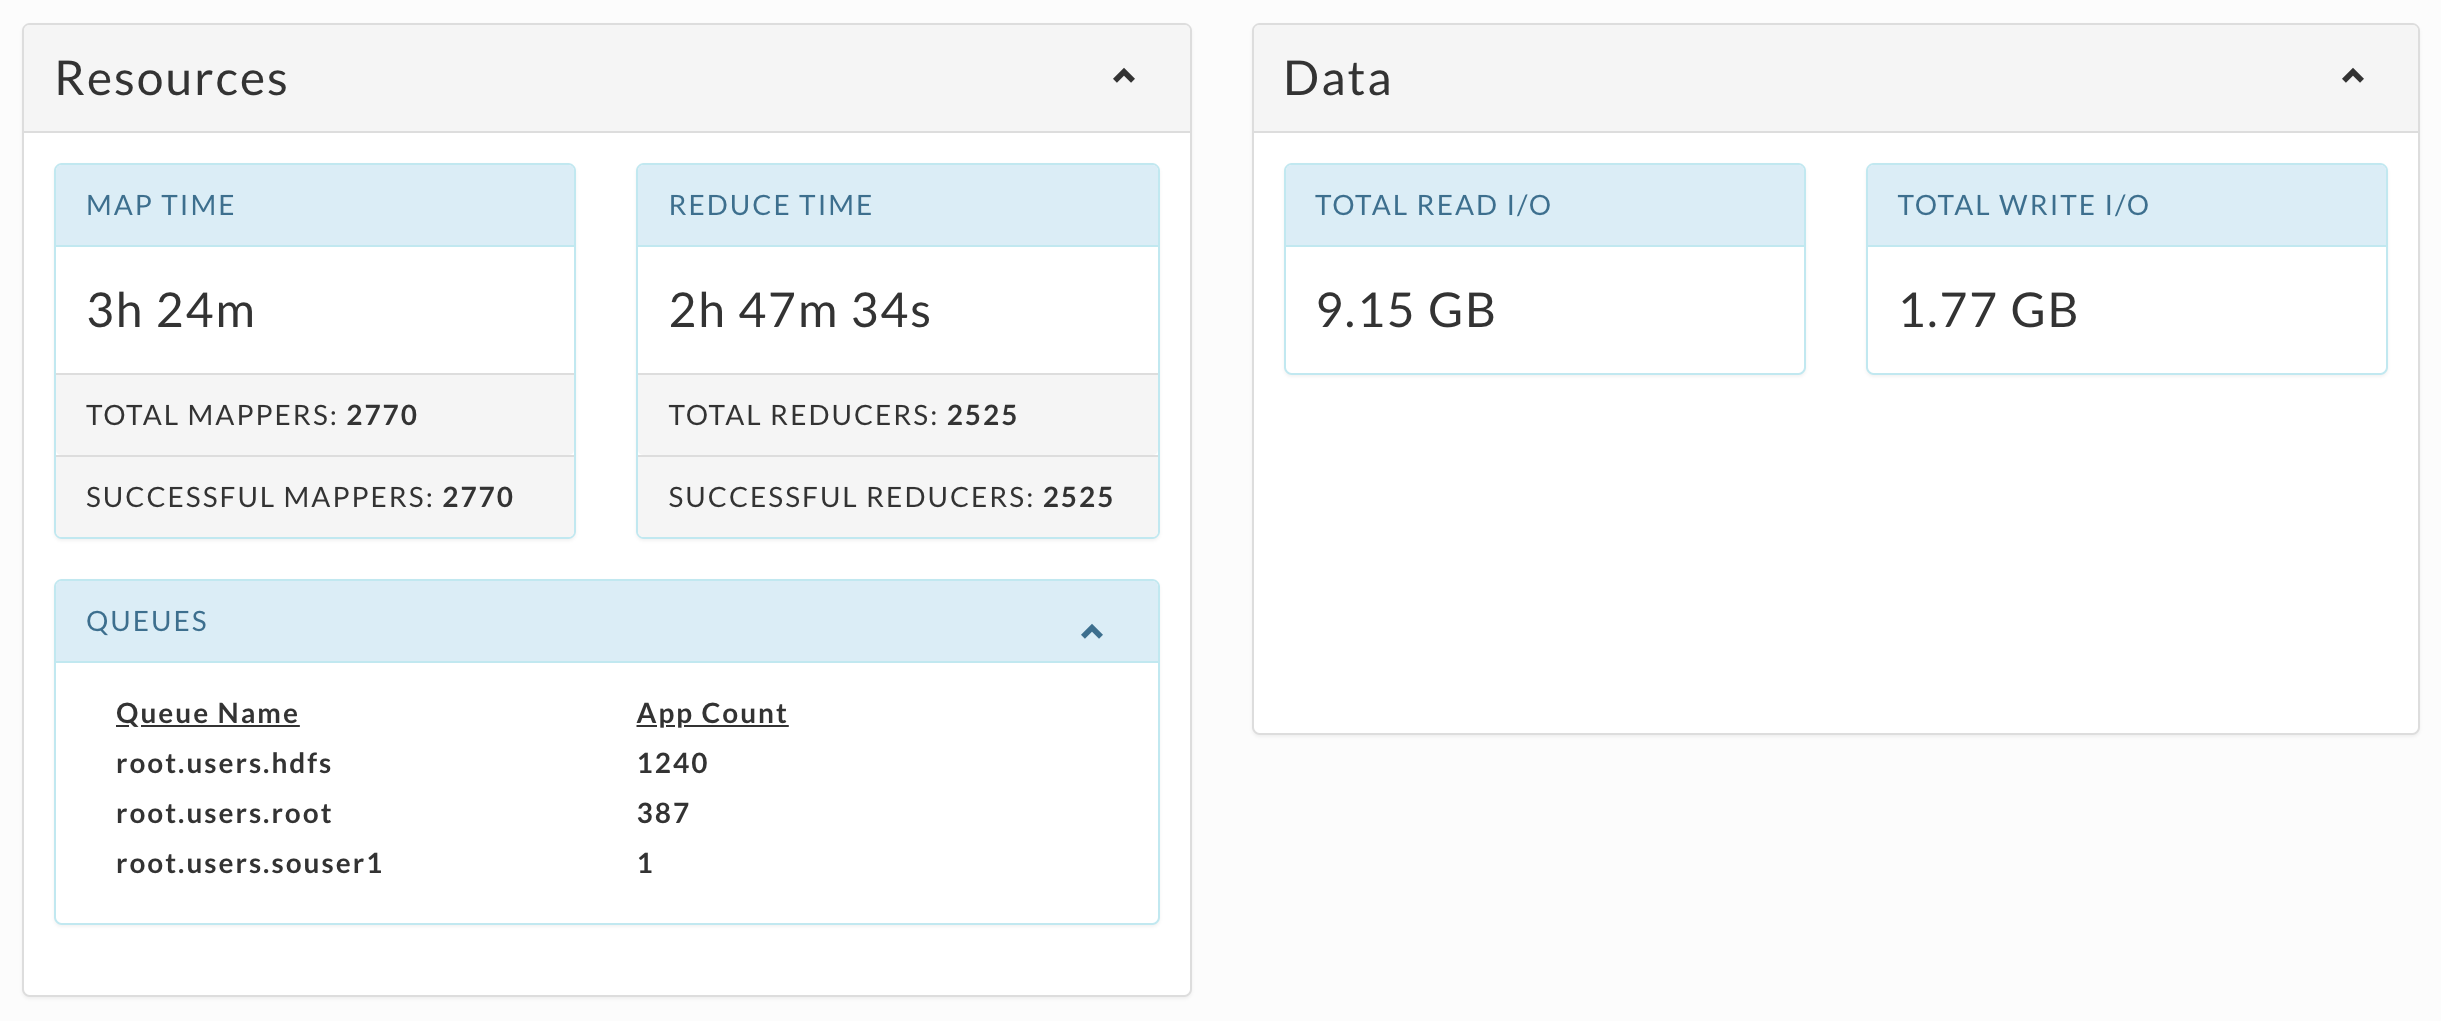 Resources
MAP TIME
3h 24m
TOTAL MAPPERS: 2770
SUCCESSFUL MAPPERS: 2770
REDUCE TIME
2h 47m 34s
TOTAL REDUCERS: 2525
SUCCESSFUL REDUCERS: 2525
QUEUES
Queue Name App Count
root.users.hdfs 1240
root.users.root 387
root.users.souser1 1
Data
TOTAL READ I/O
9.15 GB
TOTAL WRITE I/O
1.77 GB